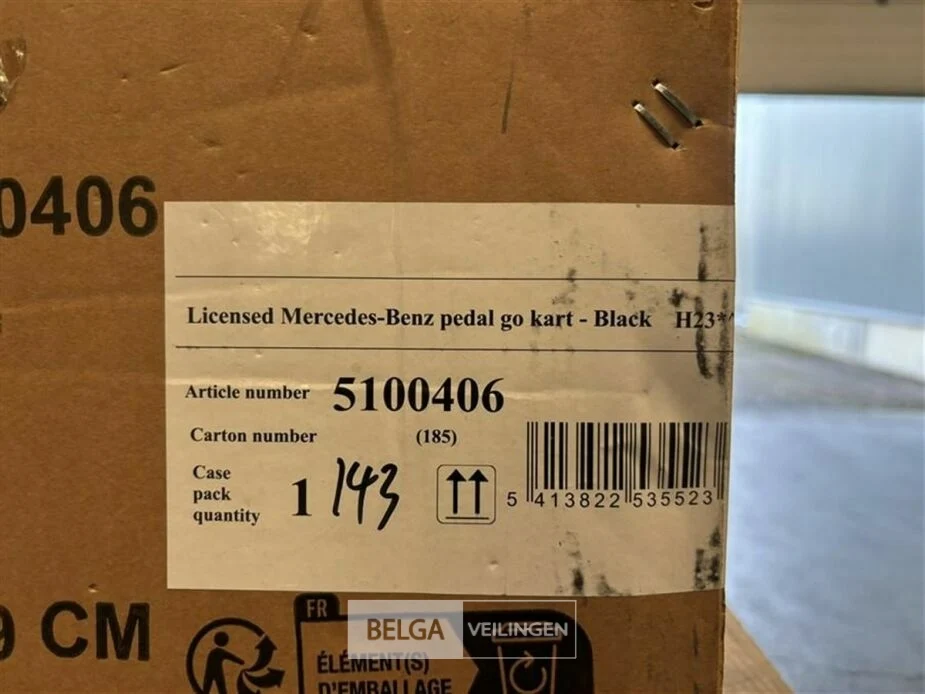 0406
Licensed Mercedes-Benz pedal go kart - Black H23*
Article number 5100406
Carton number (185)
Case
pack
quantity
1 143
5 413822 535523
9 CM
FR
BELGA VEILINGEN
ÉLÉMENT(S)
D'EMBALLAGE